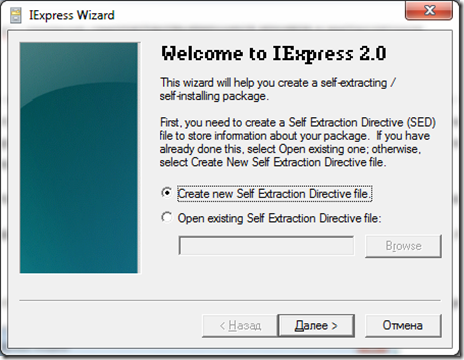 IExpress Wizard
Welcome to IExpress 2.0
This wizard will help you create a self-extracting /
self-installing package.
First, you need to create a Self Extraction Directive (SED)
file to store information about your package. If you have
already done this, select Open existing one; otherwise,
select Create New Self Extraction Directive file.
Create new Self Extraction Directive file.
Open existing Self Extraction Directive file:
Browse
< Назад
Далее >
Отмена